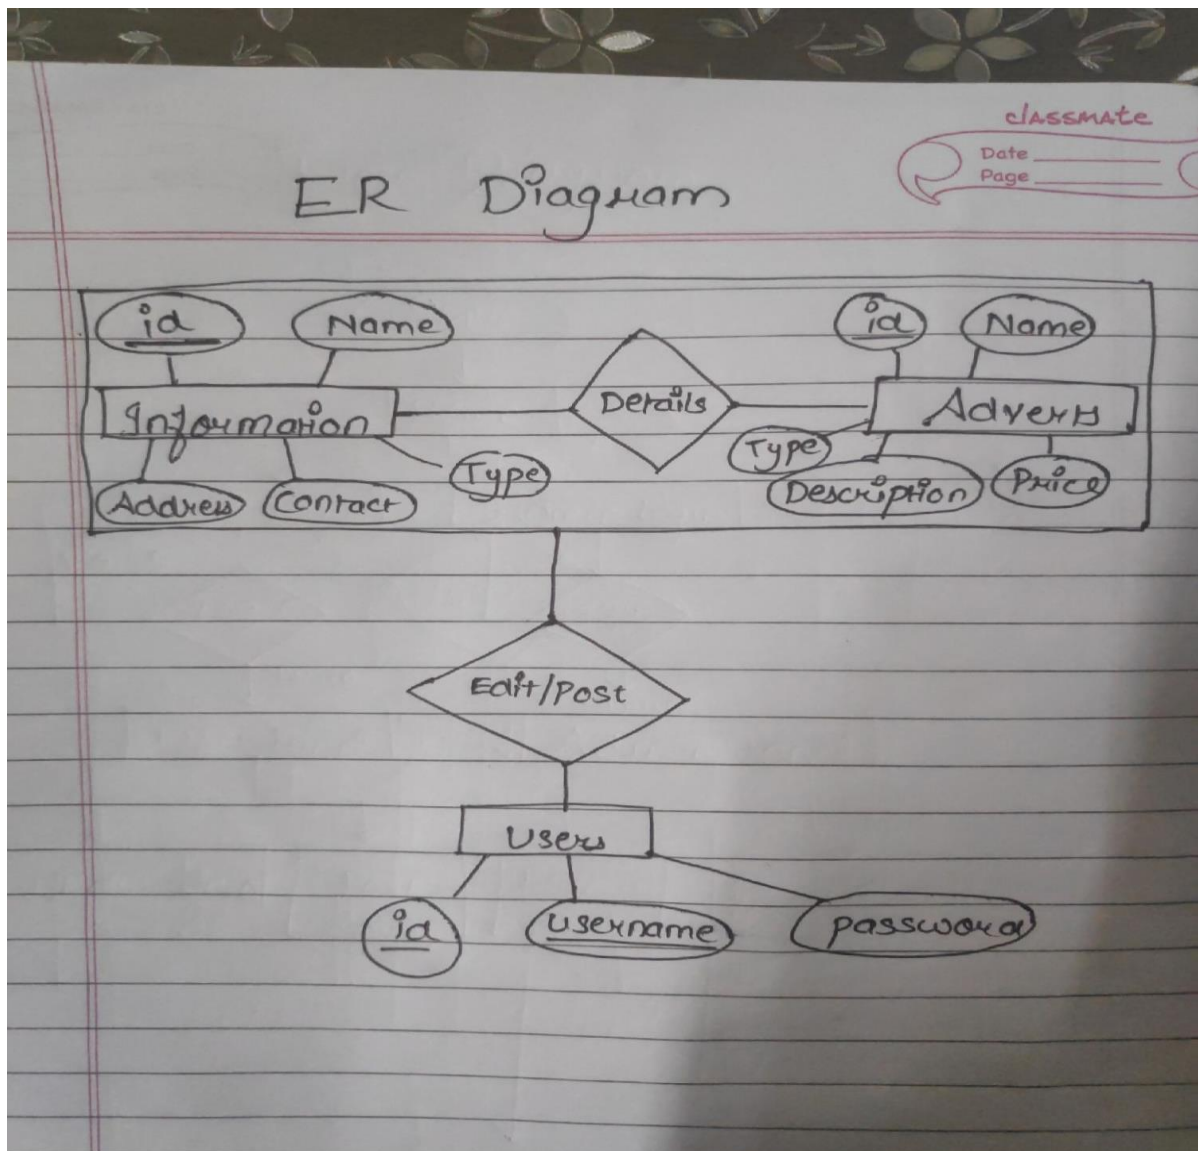 classmate
Date
Page
ER Diagram
id Name id Name
Information Details Adverts
Type Type
Address Contact Description Price
Edit/Post
Users
id username password